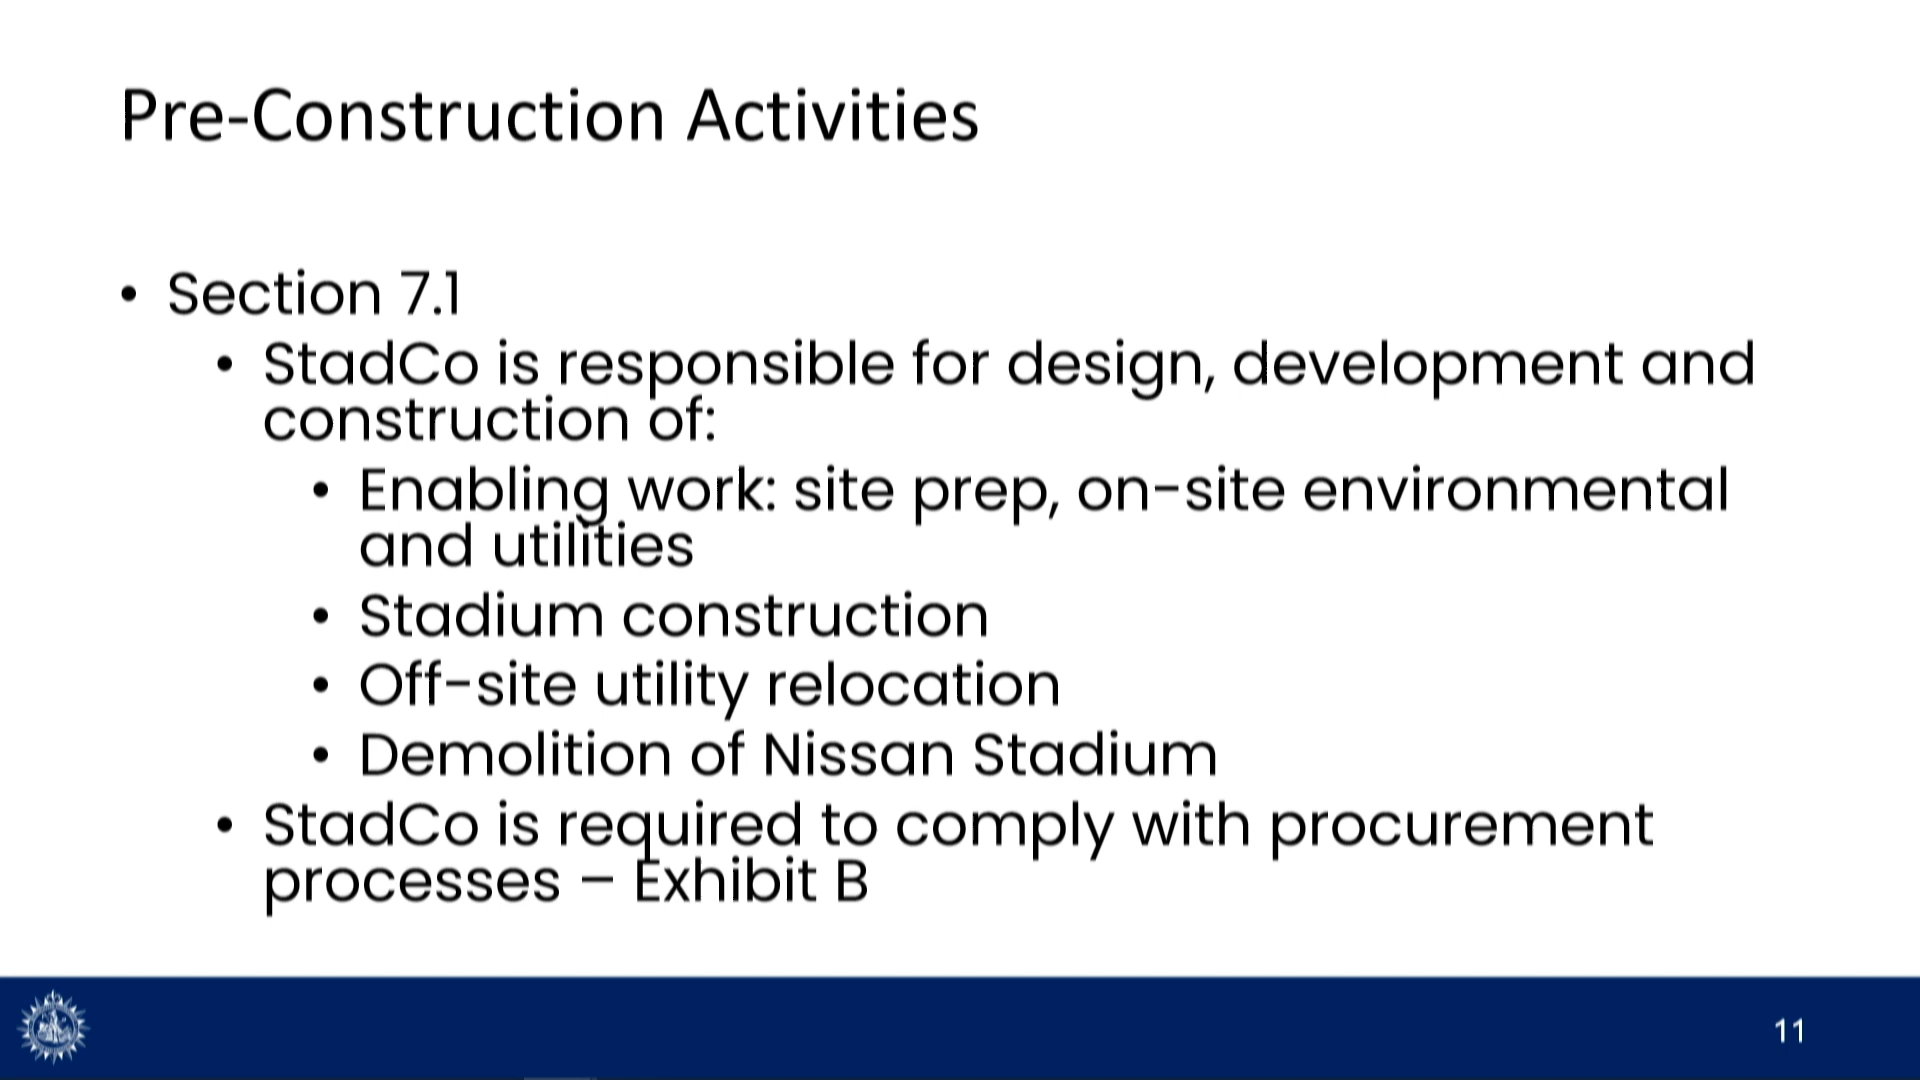 Pre-Construction Activities
• Section 7.1
• StadCo is responsible for design, development and
construction of:
• Enabling work: site prep, on-site environmental
and utilities
• Stadium construction
• Off-site utility relocation
• Demolition of Nissan Stadium
• StadCo is required to comply with procurement
processes – Exhibit B
11